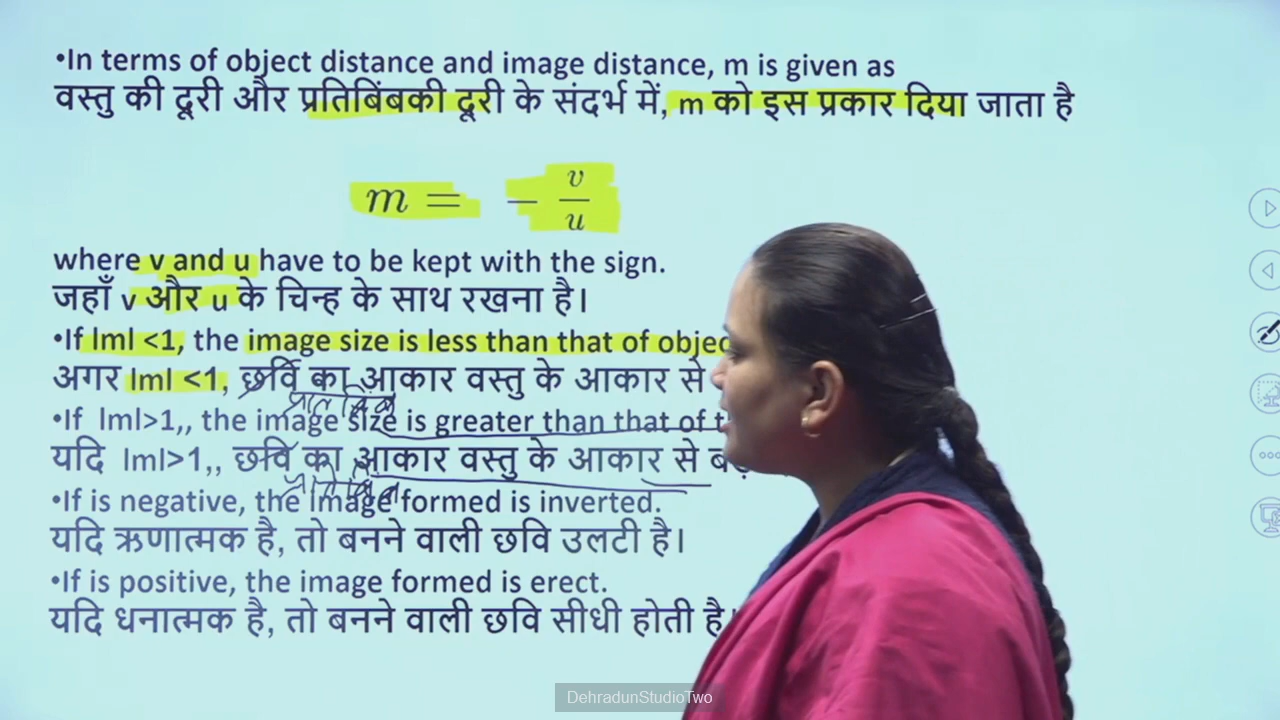 •In terms of object distance and image distance, m is given as
वस्तु की दूरी और प्रतिबिंबकी दूरी के संदर्भ में, m को इस प्रकार दिया जाता है
m = − v/u
where v and u have to be kept with the sign.
जहाँ v और u के चिन्ह के साथ रखना है।
•If lml <1, the image size is less than that of objec
अगर lml <1, छवि का आकार वस्तु के आकार से
प्रतिबिंब
•If lml>1,, the image size is greater than that of t
यदि lml>1,, छवि का आकार वस्तु के आकार से
प्रतिबिंब
•If is negative, the image formed is inverted.
यदि ऋणात्मक है, तो बनने वाली छवि उलटी है।
•If is positive, the image formed is erect.
यदि धनात्मक है, तो बनने वाली छवि सीधी होती है।
DehradunStudioTwo